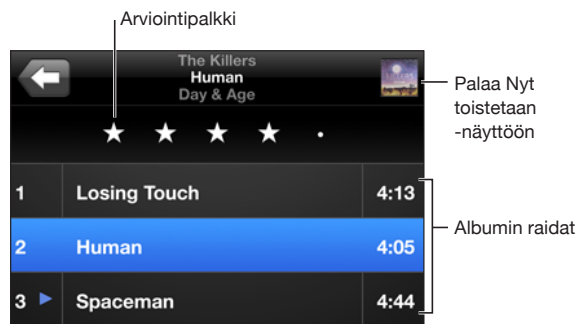 Arviointipalkki
The Killers
Human
Day & Age
Palaa Nyt
toistetaan
-näyttöön
1 Losing Touch 4:13
2 Human 4:05
3 Spaceman 4:44
Albumin raidat